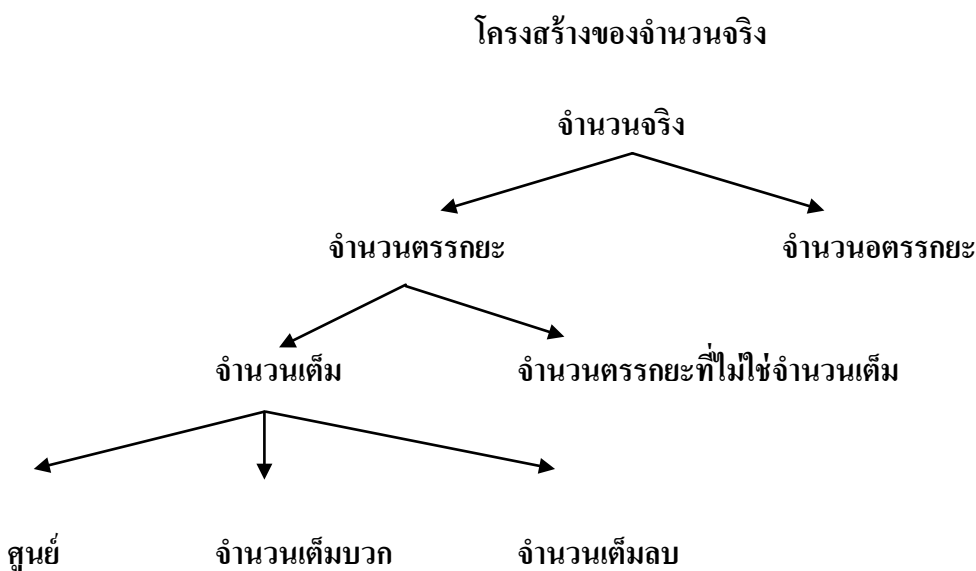 โครงสร้างของจำนวนจริง
จำนวนจริง
จำนวนตรรกยะ จำนวนอตรรกยะ
จำนวนเต็ม จำนวนตรรกยะที่ไม่ใช่จำนวนเต็ม
ศูนย์ จำนวนเต็มบวก จำนวนเต็มลบ